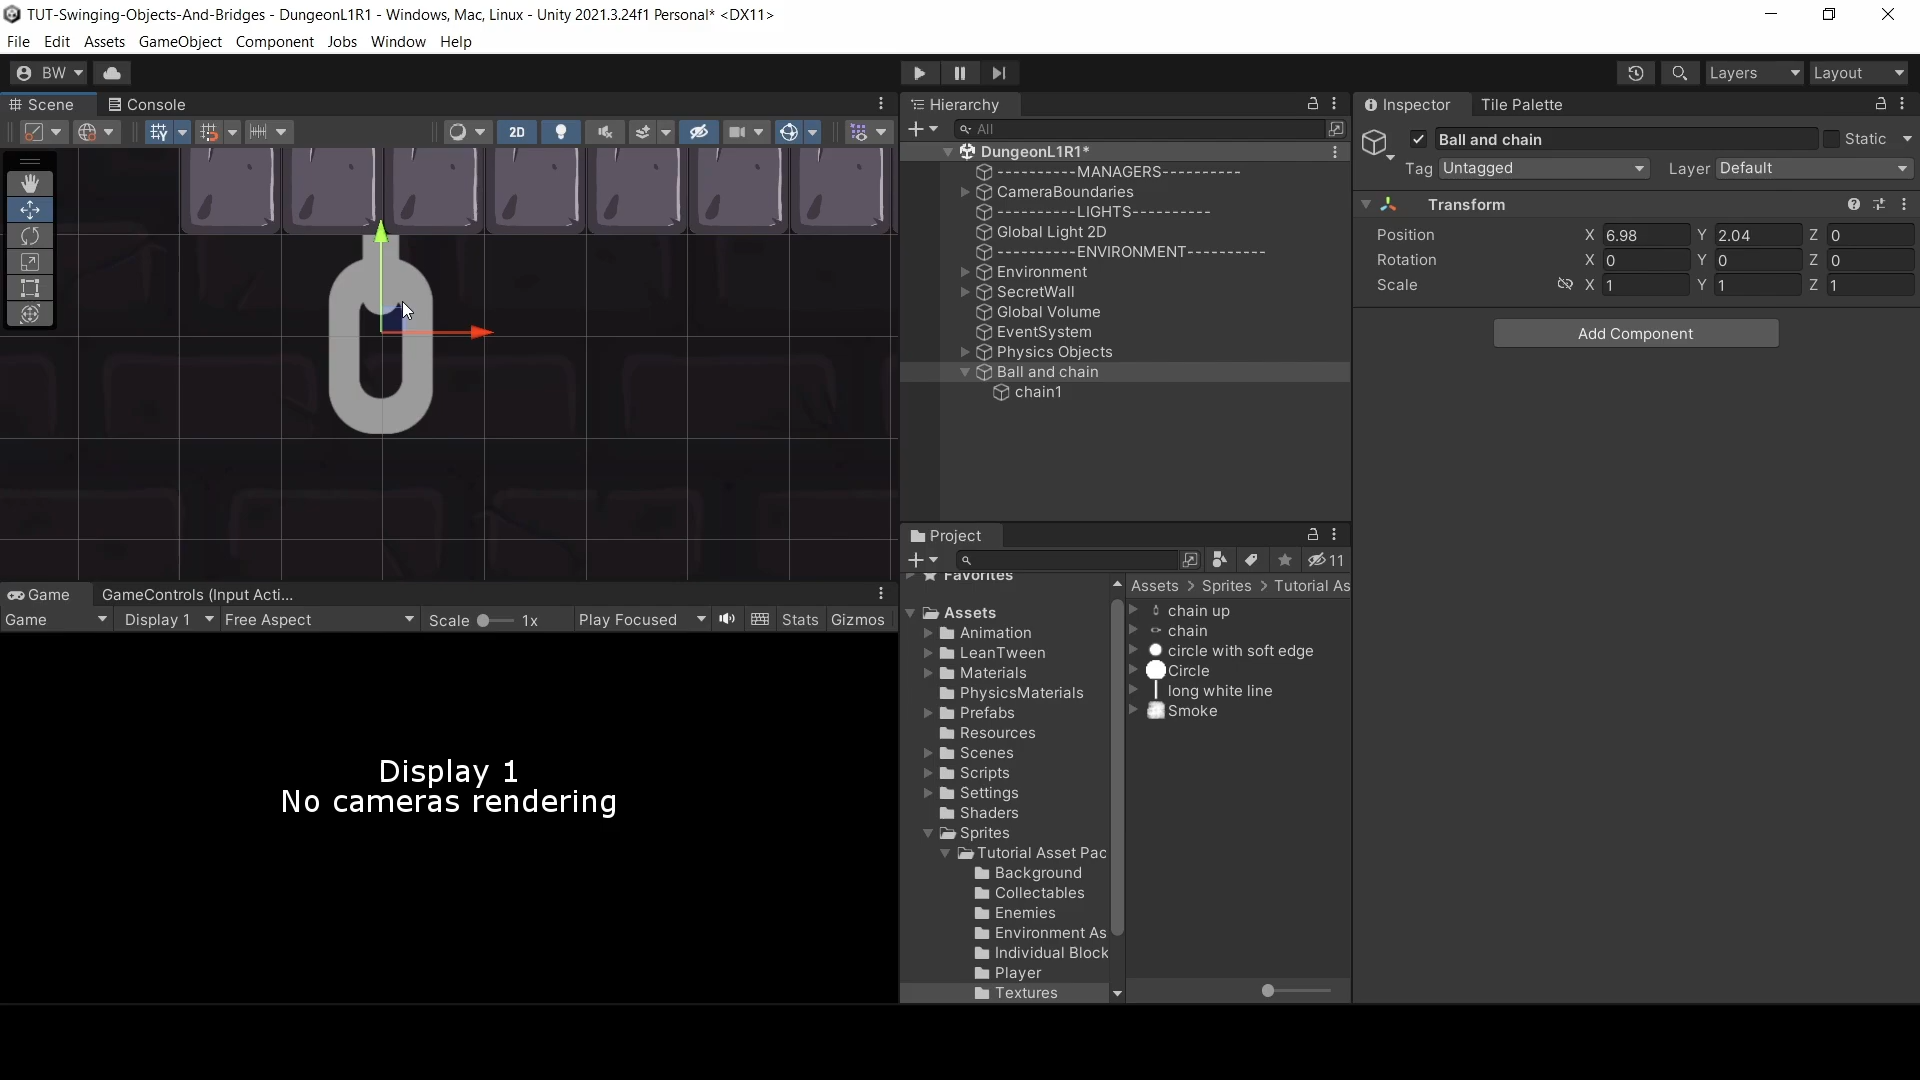 TUT-Swinging-Objects-And-Bridges - DungeonL1R1 - Windows, Mac, Linux - Unity 2021.3.24f1 Personal* <DX11>
File Edit Assets GameObject Component Jobs Window Help
BW Layers Layout
Scene Console
2D
Hierarchy
All
DungeonL1R1*
----------MANAGERS----------
CameraBoundaries
----------LIGHTS----------
Global Light 2D
----------ENVIRONMENT----------
Environment
SecretWall
Global Volume
EventSystem
Physics Objects
Ball and chain
chain1
Inspector Tile Palette
Ball and chain Static
Tag Untagged Layer Default
Transform
Position X 6.98 Y 2.04 Z 0
Rotation X 0 Y 0 Z 0
Scale X 1 Y 1 Z 1
Add Component
Game GameControls (Input Acti...
Game Display 1 Free Aspect Scale 1x Play Focused Stats Gizmos
Display 1
No cameras rendering
Project
11
Favorites
Assets
Animation
LeanTween
Materials
PhysicsMaterials
Prefabs
Resources
Scenes
Scripts
Settings
Shaders
Sprites
Tutorial Asset Pac
Background
Collectables
Enemies
Environment As
Individual Block
Player
Textures
Assets > Sprites > Tutorial As
chain up
chain
circle with soft edge
Circle
long white line
Smoke